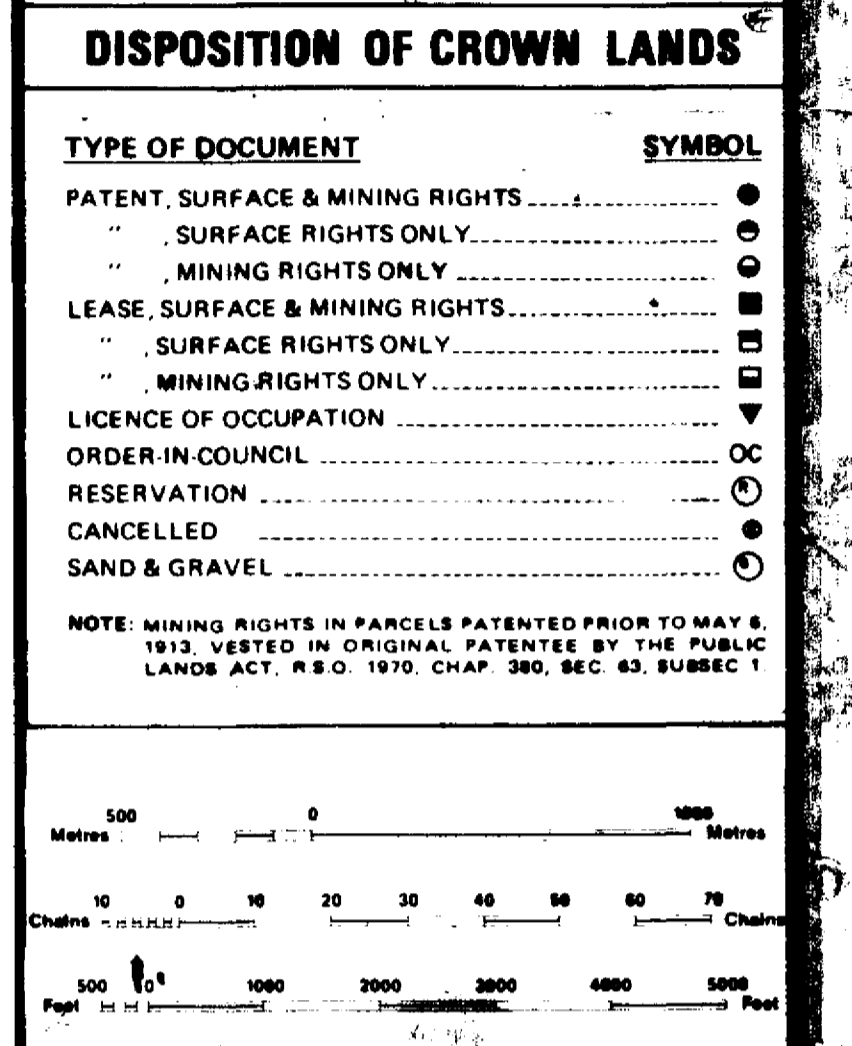 DISPOSITION OF CROWN LANDS
TYPE OF DOCUMENT SYMBOL
PATENT, SURFACE & MINING RIGHTS
" , SURFACE RIGHTS ONLY
" , MINING RIGHTS ONLY
LEASE, SURFACE & MINING RIGHTS
" , SURFACE RIGHTS ONLY
" , MINING RIGHTS ONLY
LICENCE OF OCCUPATION
ORDER-IN-COUNCIL OC
RESERVATION
CANCELLED
SAND & GRAVEL
NOTE: MINING RIGHTS IN PARCELS PATENTED PRIOR TO MAY 6,
1913, VESTED IN ORIGINAL PATENTEE BY THE PUBLIC
LANDS ACT, R.S.O. 1970, CHAP. 380, SEC. 63, SUBSEC 1.
500 0 1000
Metres Metres
10 0 10 20 30 40 50 60 70
Chains Chains
500 0 1000 2000 3000 4000 5000
Feet Feet